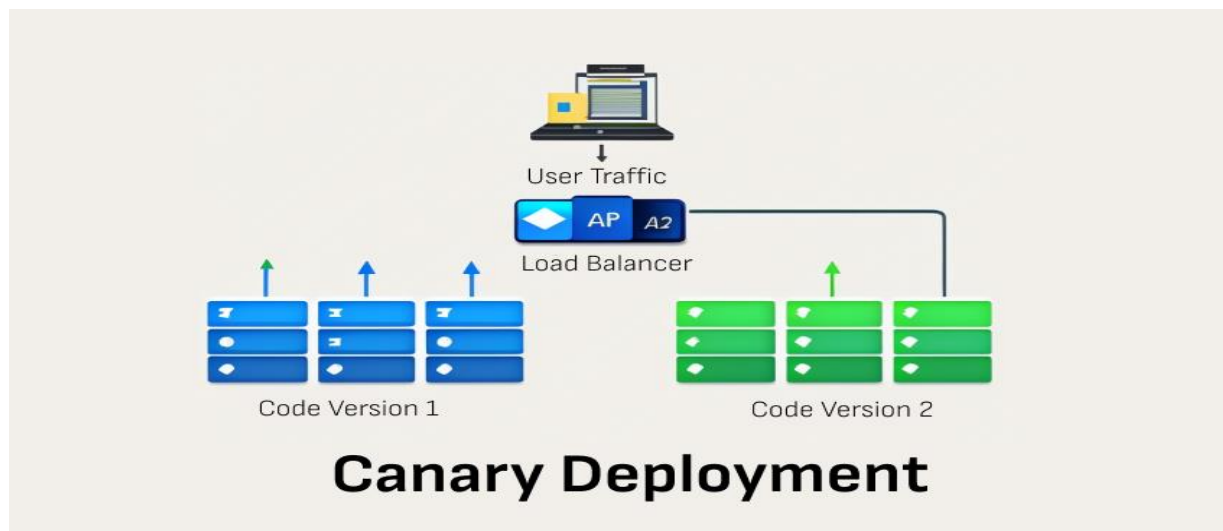 User Traffic
AP A2
Load Balancer
Code Version 1
Code Version 2
Canary Deployment